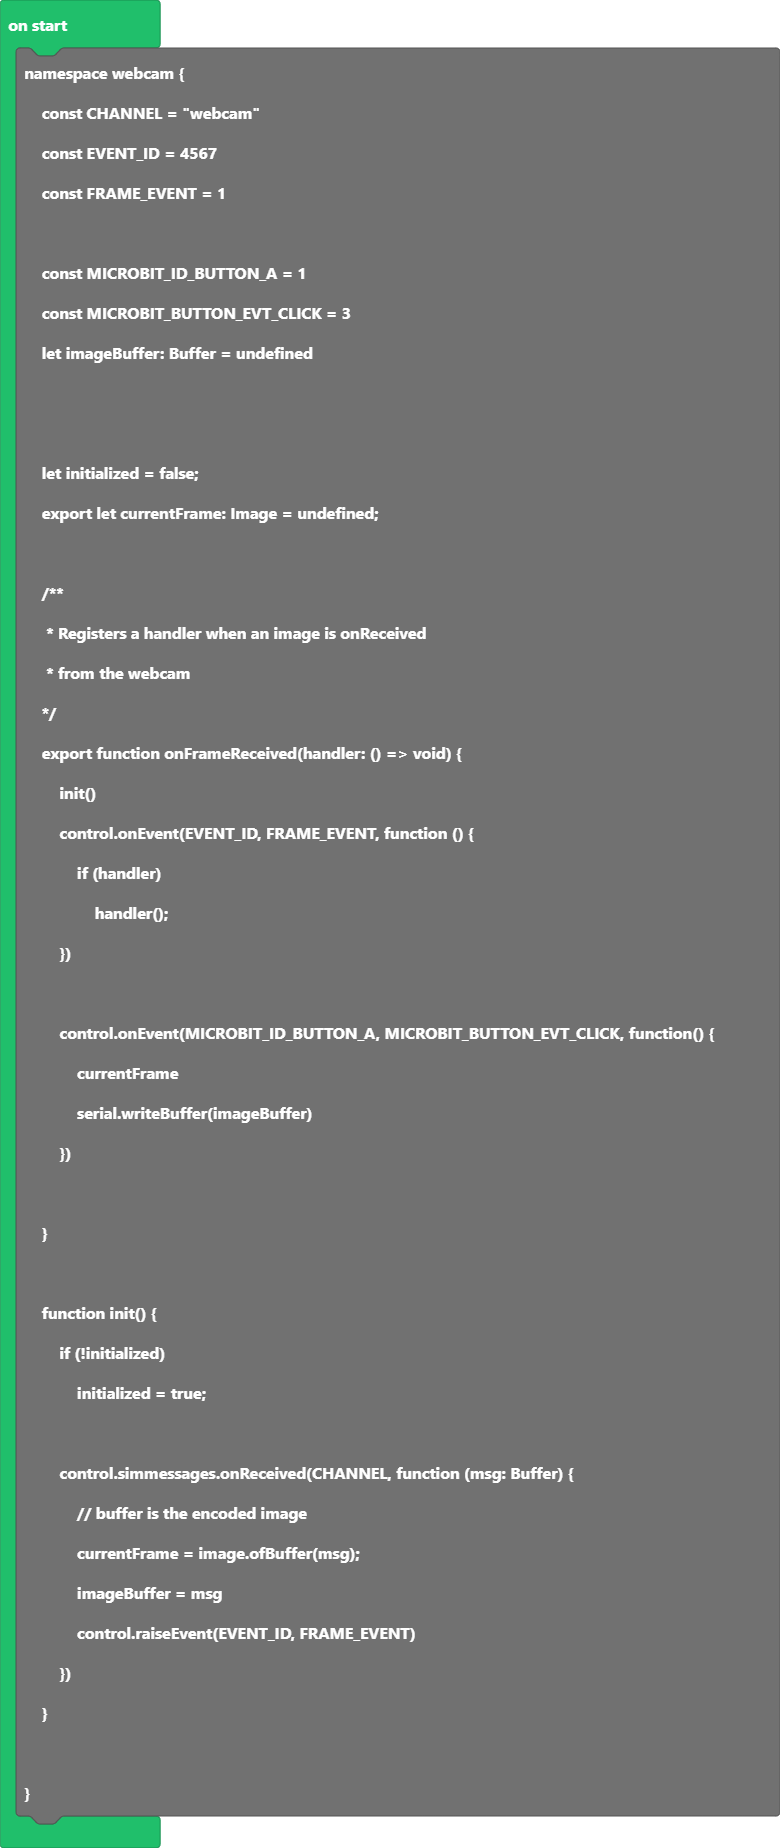 on start
namespace webcam {
const CHANNEL = "webcam"
const EVENT_ID = 4567
const FRAME_EVENT = 1
const MICROBIT_ID_BUTTON_A = 1
const MICROBIT_BUTTON_EVT_CLICK = 3
let imageBuffer: Buffer = undefined
let initialized = false;
export let currentFrame: Image = undefined;
/**
* Registers a handler when an image is onReceived
* from the webcam
*/
export function onFrameReceived(handler: () => void) {
init()
control.onEvent(EVENT_ID, FRAME_EVENT, function () {
if (handler)
handler();
})
control.onEvent(MICROBIT_ID_BUTTON_A, MICROBIT_BUTTON_EVT_CLICK, function() {
currentFrame
serial.writeBuffer(imageBuffer)
})
}
function init() {
if (!initialized)
initialized = true;
control.simmessages.onReceived(CHANNEL, function (msg: Buffer) {
// buffer is the encoded image
currentFrame = image.ofBuffer(msg);
imageBuffer = msg
control.raiseEvent(EVENT_ID, FRAME_EVENT)
})
}
}